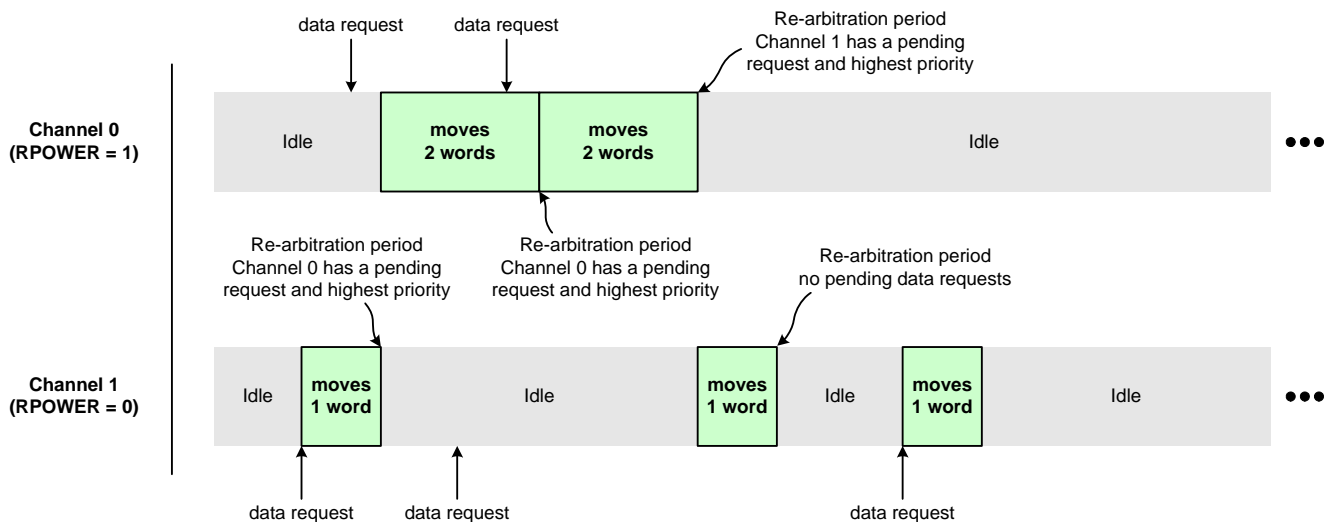 data request
data request
Re-arbitration period
Channel 1 has a pending
request and highest priority
Channel 0
(RPOWER = 1)
Idle
moves
2 words
moves
2 words
Idle
Re-arbitration period
Channel 0 has a pending
request and highest priority
Re-arbitration period
Channel 0 has a pending
request and highest priority
Re-arbitration period
no pending data requests
Channel 1
(RPOWER = 0)
Idle
moves
1 word
Idle
moves
1 word
Idle
moves
1 word
Idle
data request
data request
data request